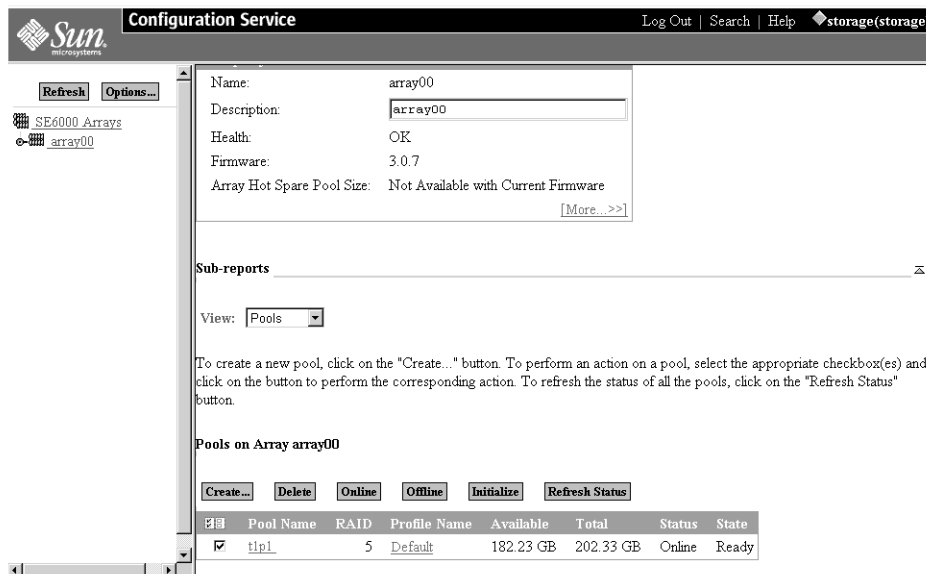 Sun
microsystems
Configuration Service
Log Out | Search | Help
storage(storage
Refresh Options...
SE6000 Arrays
array00
Name: array00
Description: array00
Health: OK
Firmware: 3.0.7
Array Hot Spare Pool Size: Not Available with Current Firmware
[More...>>]
Sub-reports
View: Pools
To create a new pool, click on the "Create..." button. To perform an action on a pool, select the appropriate checkbox(es) and
click on the button to perform the corresponding action. To refresh the status of all the pools, click on the "Refresh Status"
button.
Pools on Array array00
Create... Delete Online Offline Initialize Refresh Status
Pool Name RAID Profile Name Available Total Status State
t1p1 5 Default 182.23 GB 202.33 GB Online Ready